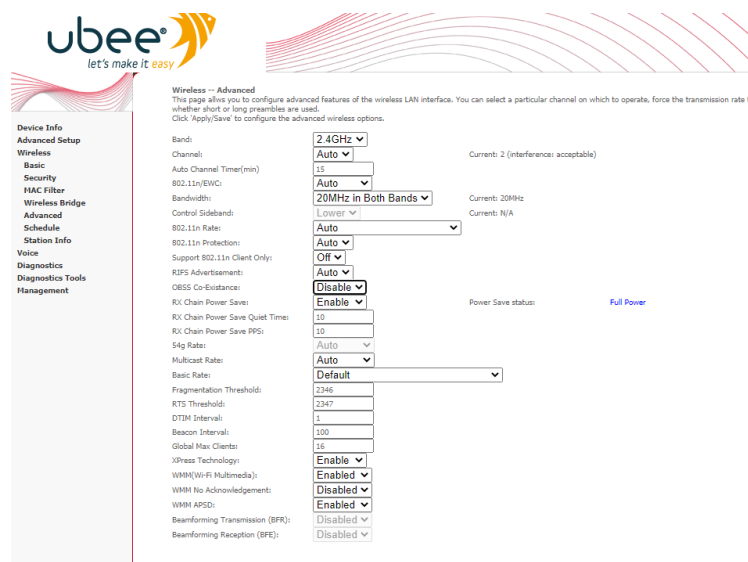 ubee®
let's make it easy
Wireless -- Advanced
This page allws you to configure advanced features of the wireless LAN interface. You can select a particular channel on which to operate, force the transmission rate
whether short or long preambles are used.
Click 'Apply/Save' to configure the advanced wireless options.
Device Info
Advanced Setup
Wireless
Basic
Security
MAC Filter
Wireless Bridge
Advanced
Schedule
Station Info
Voice
Diagnostics
Diagnostics Tools
Management
Band: 2.4GHz
Channel: Auto Current: 2 (interference: acceptable)
Auto Channel Timer(min) 15
802.11n/EWC: Auto
Bandwidth: 20MHz in Both Bands Current: 20MHz
Control Sideband: Lower Current: N/A
802.11n Rate: Auto
802.11n Protection: Auto
Support 802.11n Client Only: Off
RIFS Advertisement: Auto
OBSS Co-Existance: Disable
RX Chain Power Save: Enable Power Save status: Full Power
RX Chain Power Save Quiet Time: 10
RX Chain Power Save PPS: 10
54g Rate: Auto
Multicast Rate: Auto
Basic Rate: Default
Fragmentation Threshold: 2346
RTS Threshold: 2347
DTIM Interval: 1
Beacon Interval: 100
Global Max Clients: 16
XPress Technology: Enable
WMM(Wi-Fi Multimedia): Enabled
WMM No Acknowledgement: Disabled
WMM APSD: Enabled
Beamforming Transmission (BFR): Disabled
Beamforming Reception (BFE): Disabled